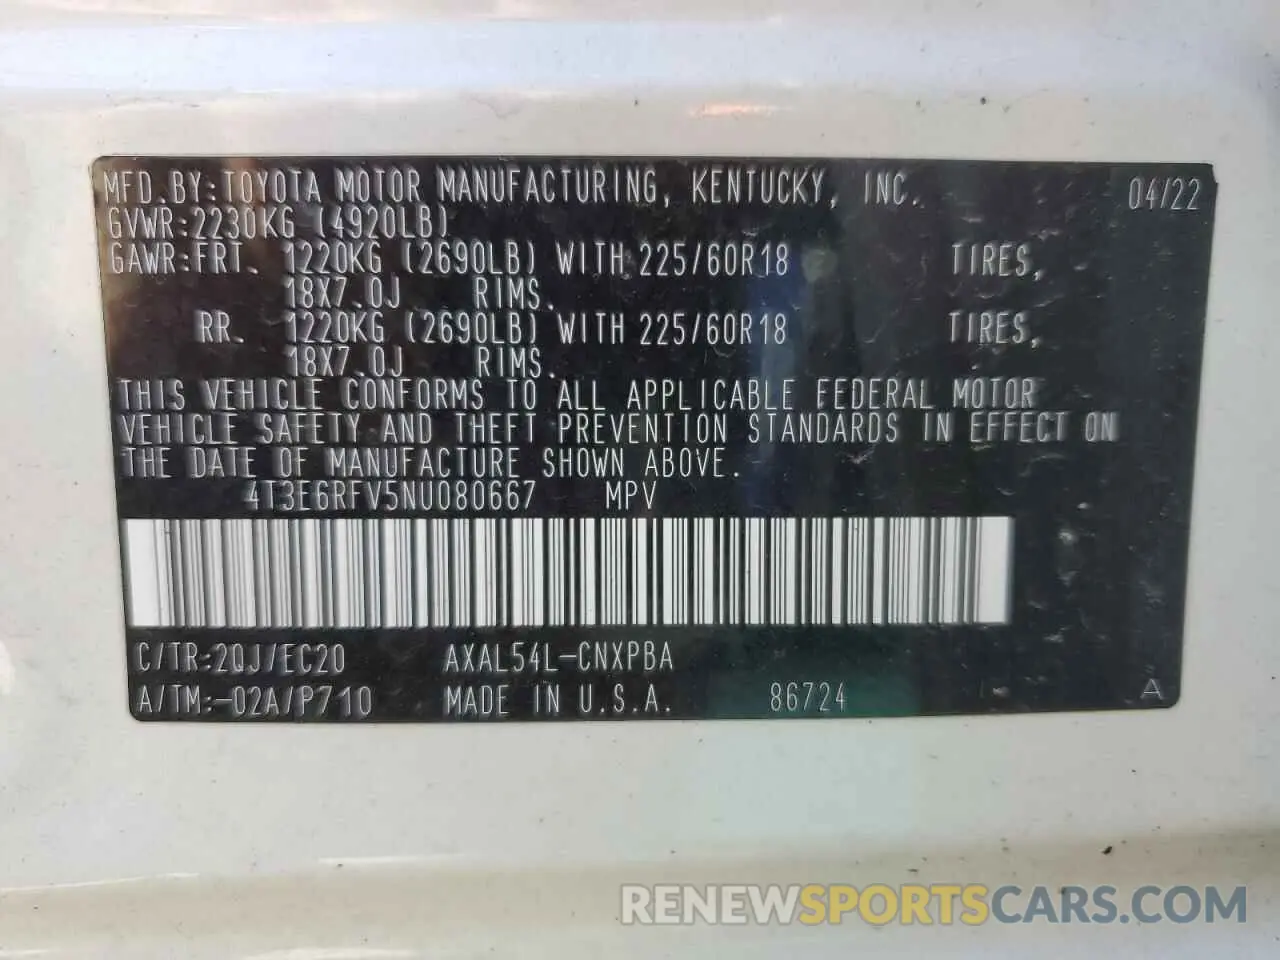 MFD.BY:TOYOTA MOTOR MANUFACTURING, KENTUCKY, INC. 04/22
GVWR:2230KG (4920LB)
GAWR:FRT. 1220KG (2690LB) WITH 225/60R18 TIRES,
18X7.0J RIMS.
RR. 1220KG (2690LB) WITH 225/60R18 TIRES,
18X7.0J RIMS.
THIS VEHICLE CONFORMS TO ALL APPLICABLE FEDERAL MOTOR
VEHICLE SAFETY AND THEFT PREVENTION STANDARDS IN EFFECT ON
THE DATE OF MANUFACTURE SHOWN ABOVE.
4T3E6RFV5NU080667 MPV
C/TR:2QJ/EC20 AXAL54L-CNXPBA
A/TM:-02A/P710 MADE IN U.S.A. 86724 A
RENEWSPORTSCARS.COM